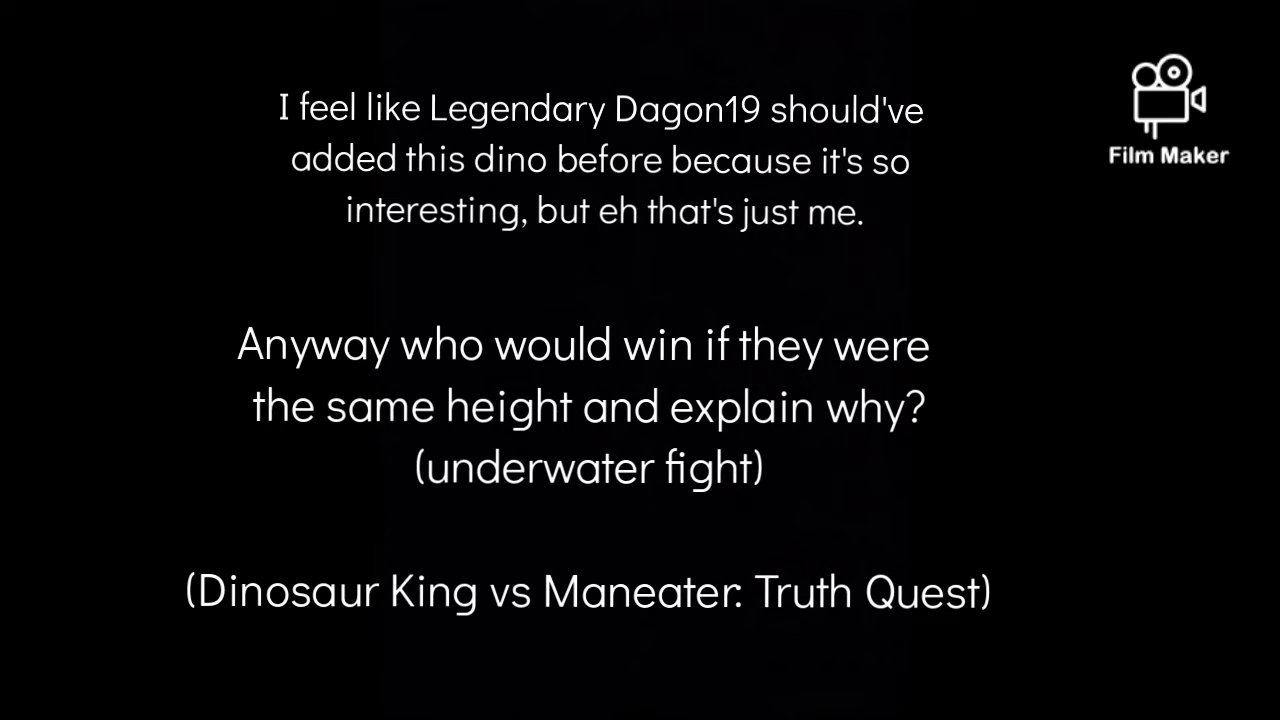 I feel like Legendary Dagon19 should've
added this dino before because it's so
interesting, but eh that's just me.
Film Maker
Anyway who would win if they were
the same height and explain why?
(underwater fight)
(Dinosaur King vs Maneater: Truth Quest)